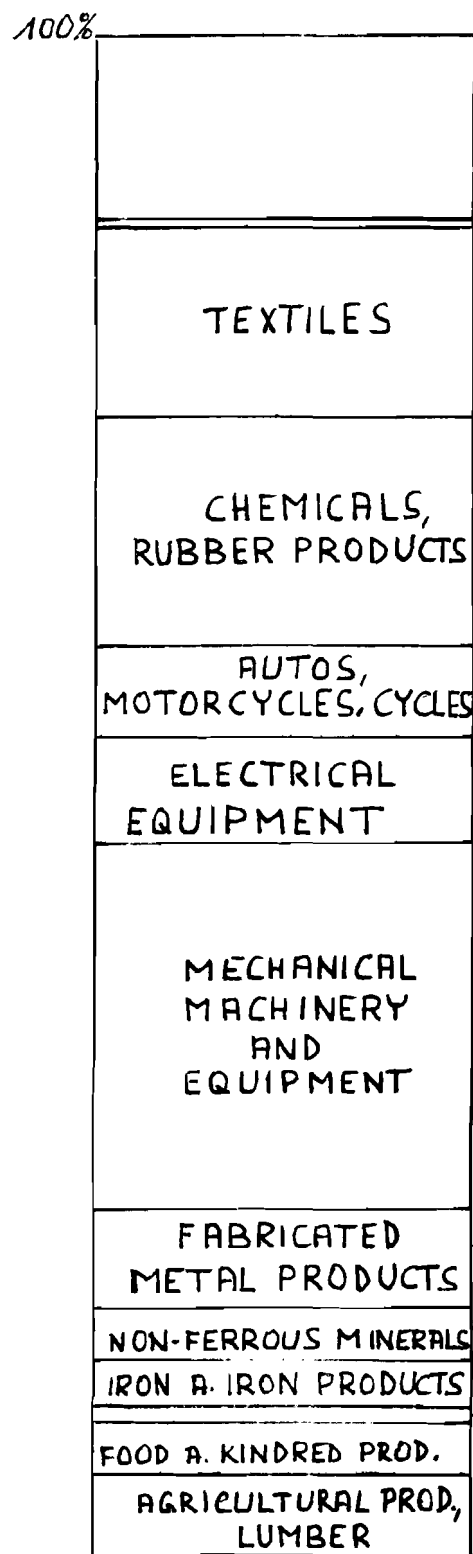 100%
TEXTILES
CHEMICALS,
RUBBER PRODUCTS
AUTOS,
MOTORCYCLES, CYCLES
ELECTRICAL
EQUIPMENT
MECHANICAL
MACHINERY
AND
EQUIPMENT
FABRICATED
METAL PRODUCTS
NON-FERROUS MINERALS
IRON A. IRON PRODUCTS
FOOD A. KINDRED PROD.
AGRICULTURAL PROD.,
LUMBER